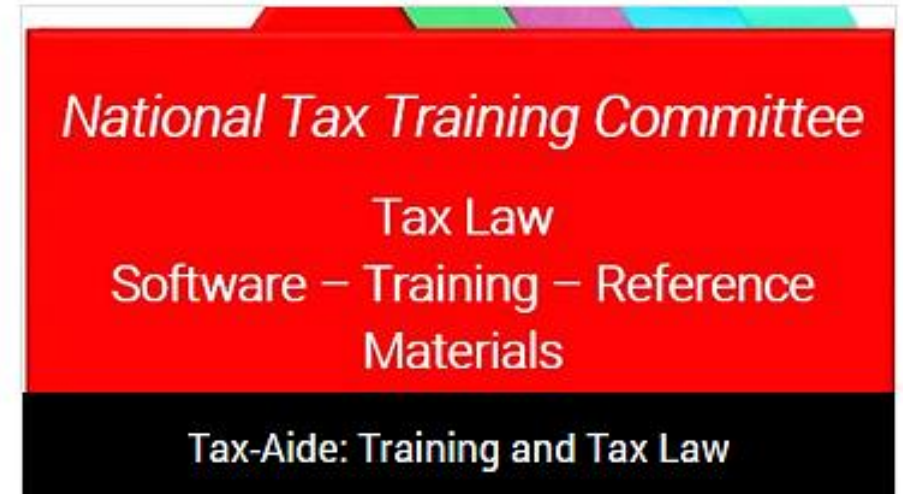 National Tax Training Committee
Tax Law
Software – Training – Reference
Materials
Tax-Aide: Training and Tax Law